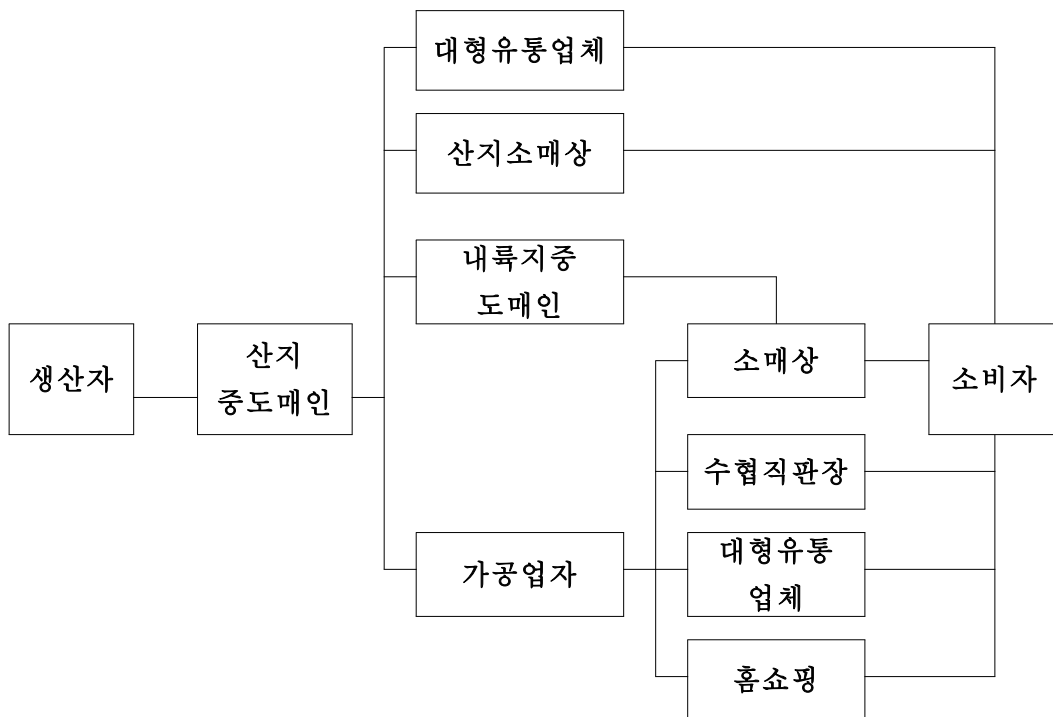 대형유통업체
산지소매상
내륙지중
도매인
생산자
산지
중도매인
소매상
소비자
수협직판장
가공업자
대형유통
업체
홈쇼핑